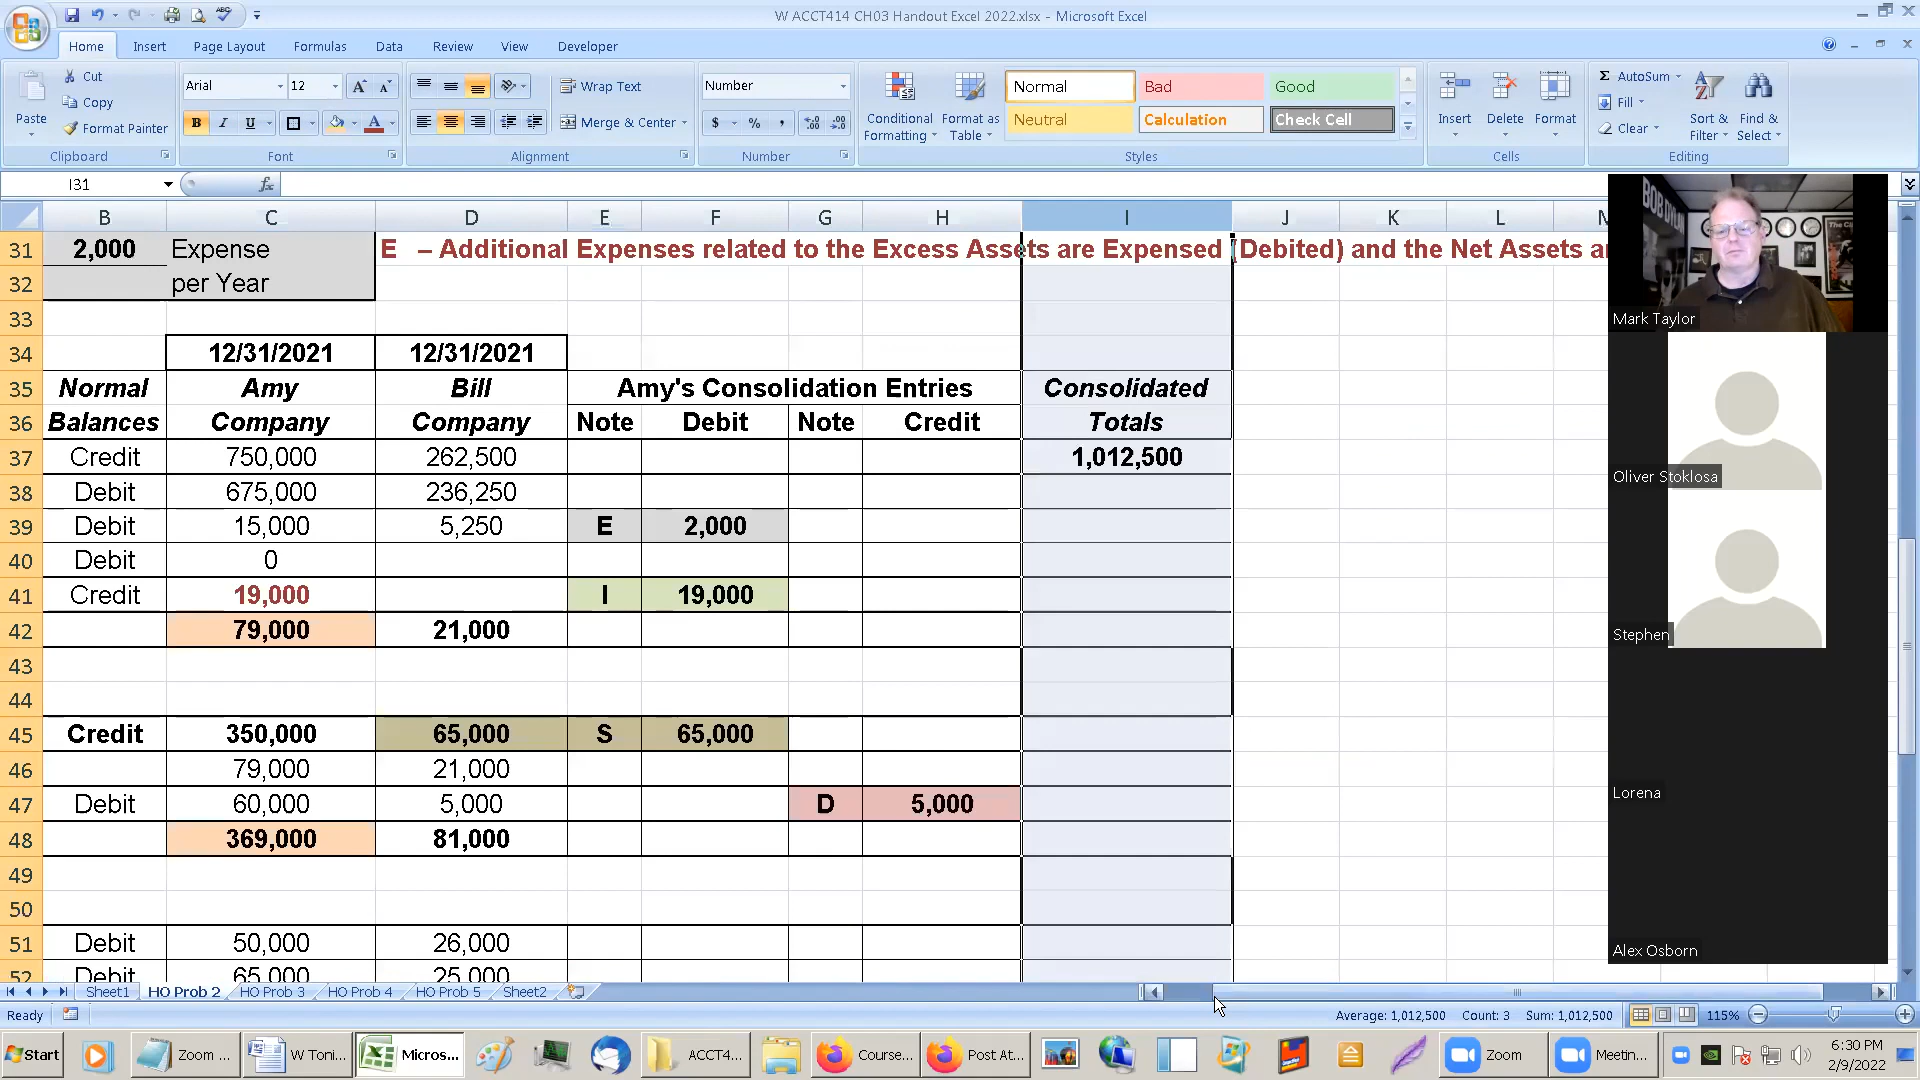 W ACCT414 CH03 Handout Excel 2022.xlsx - Microsoft Excel
Home Insert Page Layout Formulas Data Review View Developer
Cut
Copy
Format Painter
Paste
Arial 12
B I U
Wrap Text
Merge & Center
Number
$ % ,
Conditional Formatting
Format as Table
Normal Bad Good
Neutral Calculation Check Cell
Insert Delete Format
Σ AutoSum
Fill
Clear
Sort & Filter
Find & Select
Clipboard Font Alignment Number Styles Cells Editing
I31 fx
B C D E F G H I J K L
31 2,000 Expense E – Additional Expenses related to the Excess Assets are Expensed (Debited) and the Net Assets
32 per Year
33
34 12/31/2021 12/31/2021
35 Normal Amy Bill Amy's Consolidation Entries Consolidated
36 Balances Company Company Note Debit Note Credit Totals
37 Credit 750,000 262,500 1,012,500
38 Debit 675,000 236,250
39 Debit 15,000 5,250 E 2,000
40 Debit 0
41 Credit 19,000 I 19,000
42 79,000 21,000
43
44
45 Credit 350,000 65,000 S 65,000
46 79,000 21,000
47 Debit 60,000 5,000 D 5,000
48 369,000 81,000
49
50
51 Debit 50,000 26,000
52 Debit 65,000 25,000
Mark Taylor
Oliver Stoklosa
Stephen
Lorena
Alex Osborn
Sheet1 HO Prob 2 HO Prob 3 HO Prob 4 HO Prob 5 Sheet2
Ready Average: 1,012,500 Count: 3 Sum: 1,012,500 115%
Start Zoom ... W Toni... Micros... ACCT4... Course... Post At... Zoom Meetin...
6:30 PM
2/9/2022